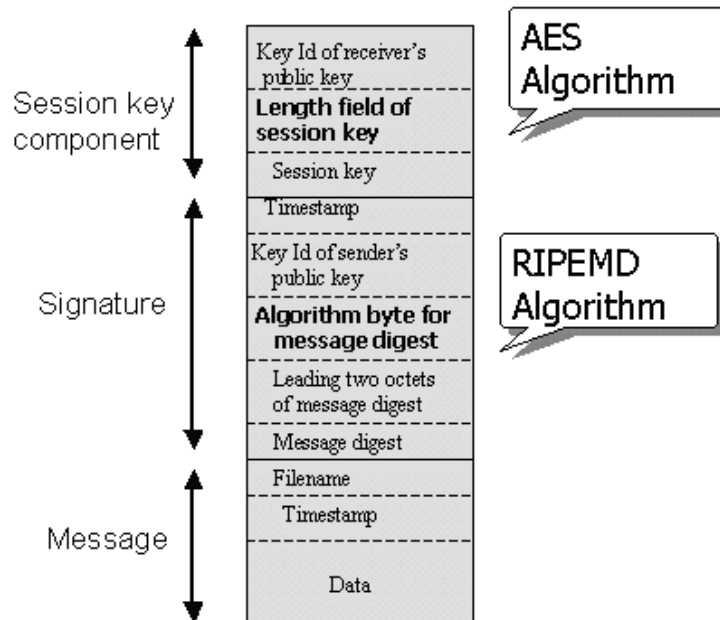 Session key
component
Signature
Message
Key Id of receiver's
public key
Length field of
session key
Session key
Timestamp
Key Id of sender's
public key
Algorithm byte for
message digest
Leading two octets
of message digest
Message digest
Filename
Timestamp
Data
AES
Algorithm
RIPEMD
Algorithm